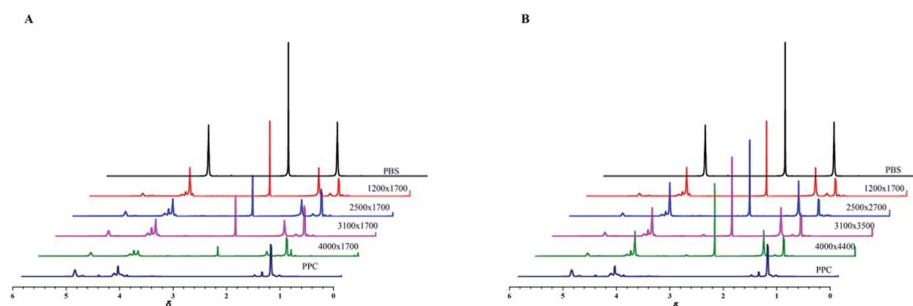 A
PBS
1200x1700
2500x1700
3100x1700
4000x1700
PPC
6 5 4 3 2 1 0
δ
B
PBS
1200x1700
2500x2700
3100x3500
4000x4400
PPC
6 5 4 3 2 1 0